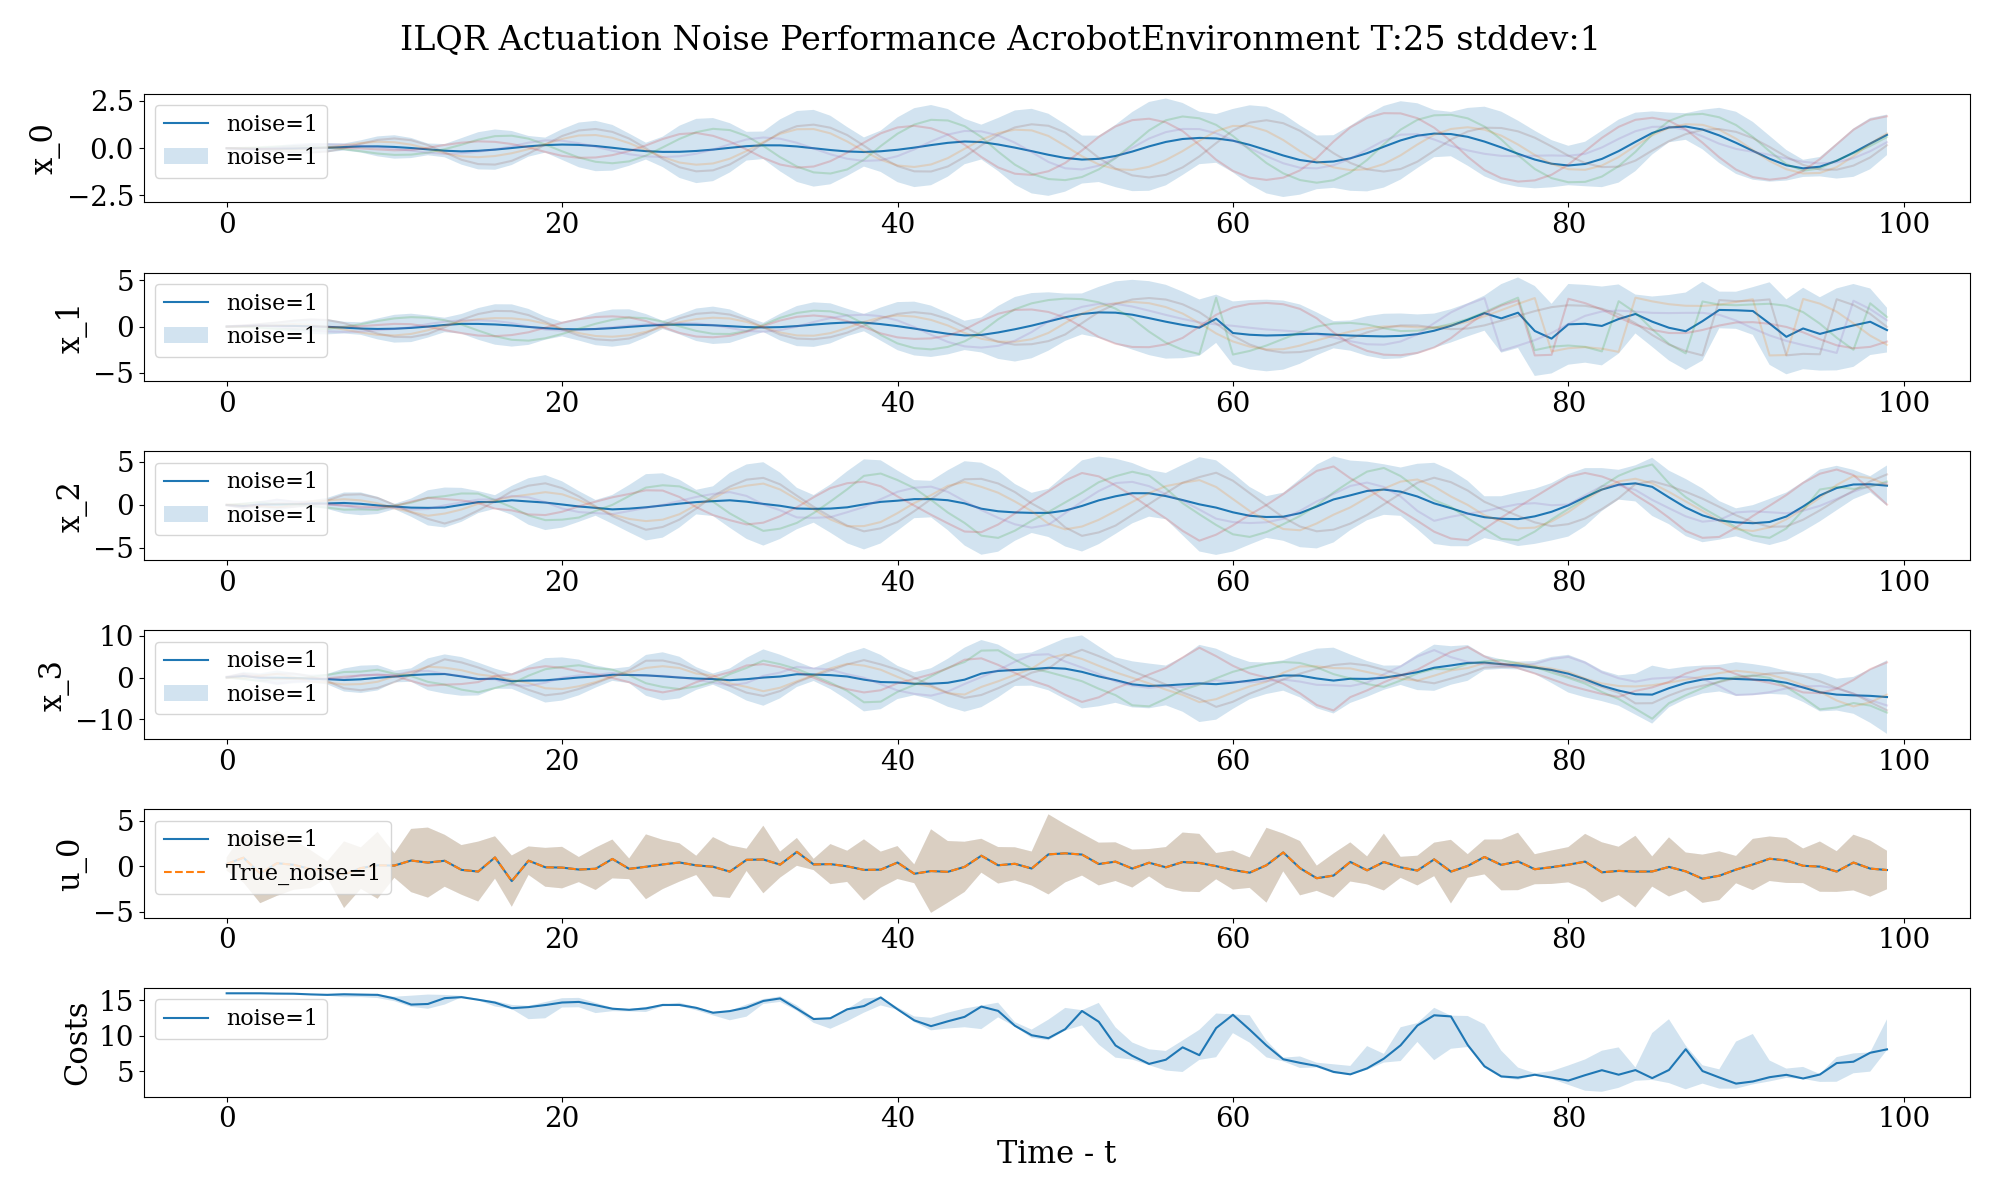 ILQR Actuation Noise Performance AcrobotEnvironment T:25 stddev:1
x_0
2.5
0.0
−2.5
noise=1
noise=1
0 20 40 60 80 100
x_1
5
0
−5
noise=1
noise=1
0 20 40 60 80 100
x_2
5
0
−5
noise=1
noise=1
0 20 40 60 80 100
x_3
10
0
−10
noise=1
noise=1
0 20 40 60 80 100
u_0
5
0
−5
noise=1
True_noise=1
0 20 40 60 80 100
Costs
15
10
5
noise=1
0 20 40 60 80 100
Time - t